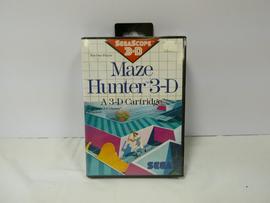 SEGASCOPE
3-D
Maze
Hunter 3-D
A 3-D Cartridge
SEGA